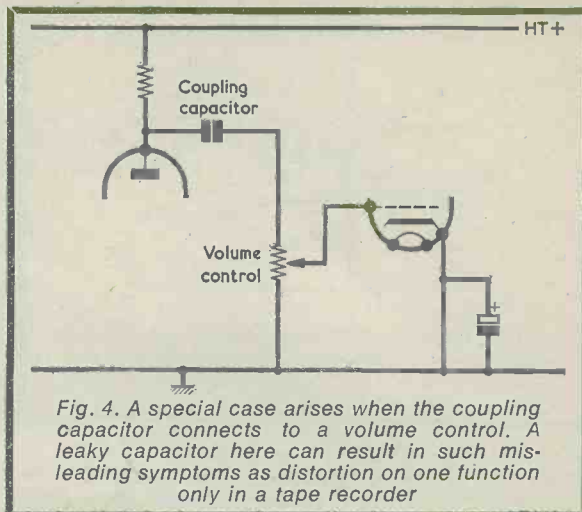 HT+
Coupling
capacitor
Volume
control
+
Fig. 4. A special case arises when the coupling
capacitor connects to a volume control. A
leaky capacitor here can result in such mis-
leading symptoms as distortion on one function
only in a tape recorder